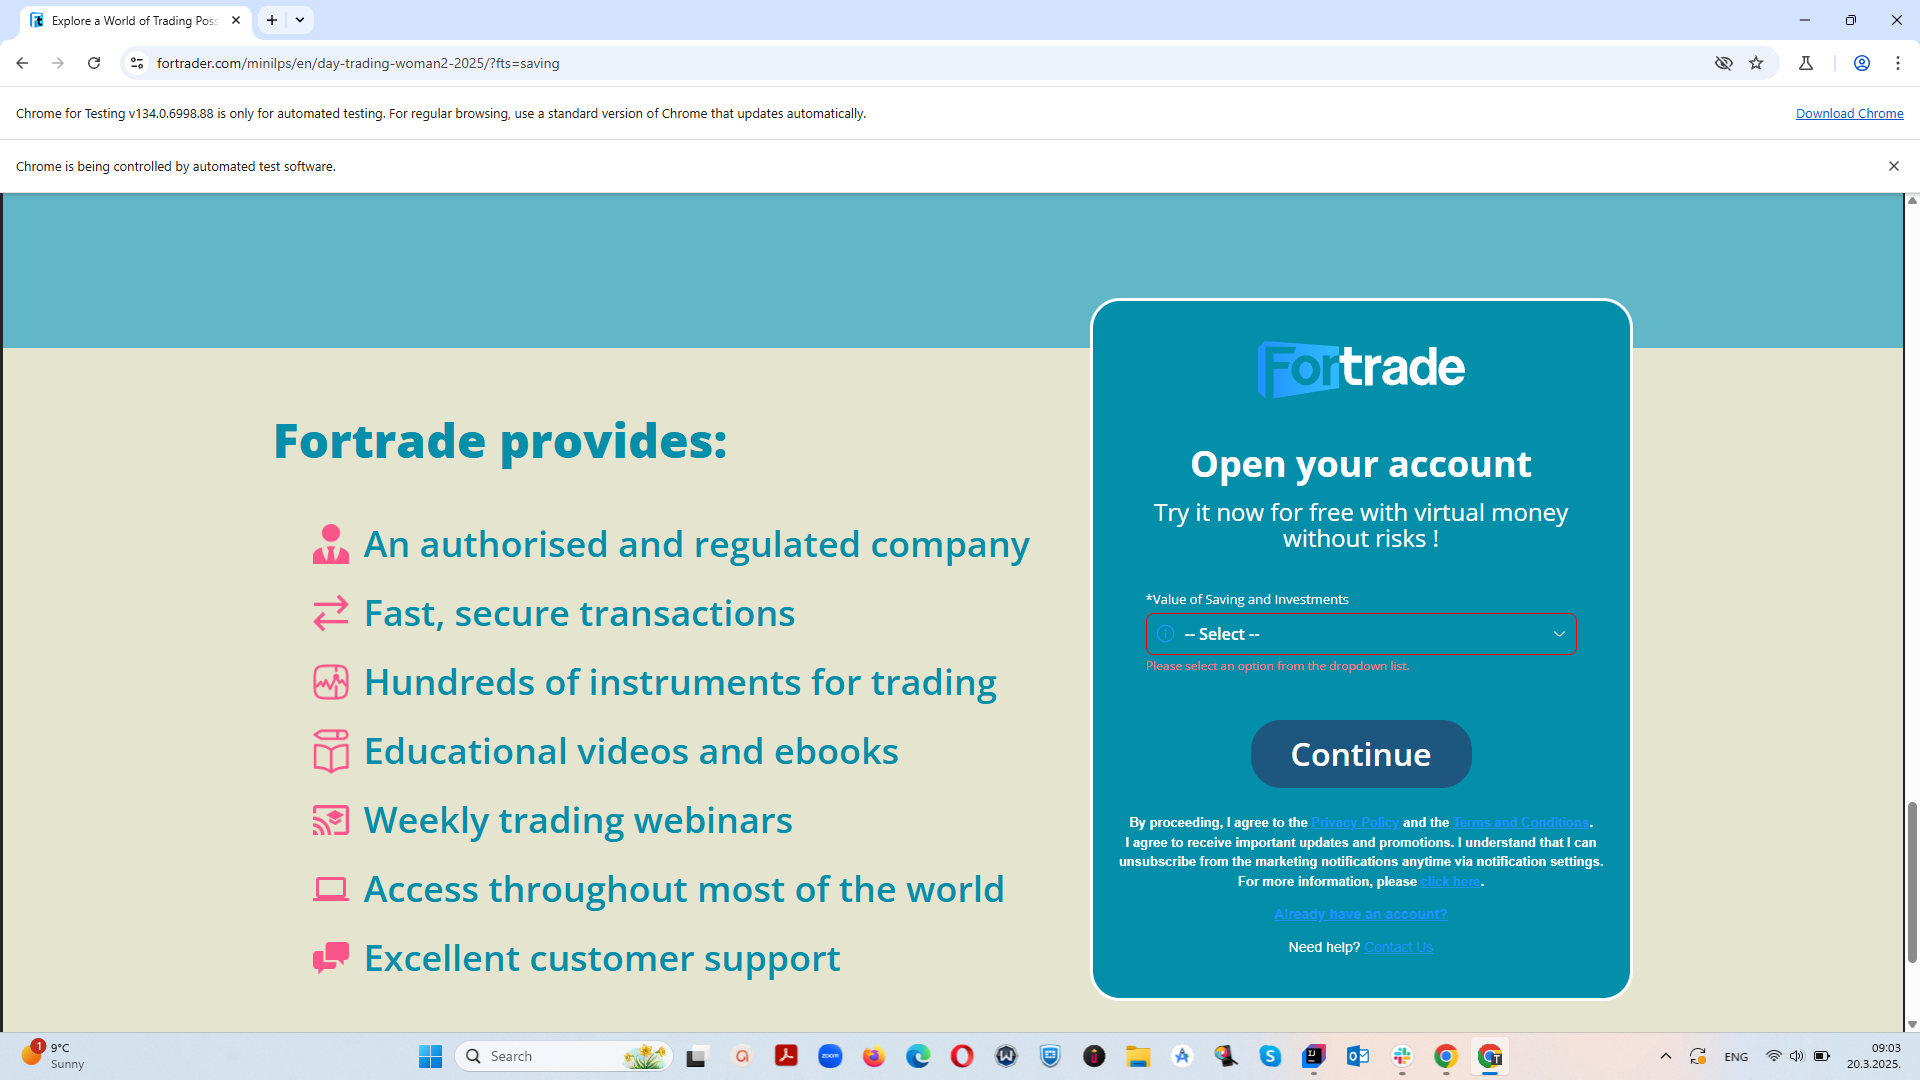 Explore a World of Trading Poss
fortrader.com/minilps/en/day-trading-woman2-2025/?fts=saving
Chrome for Testing v134.0.6998.88 is only for automated testing. For regular browsing, use a standard version of Chrome that updates automatically.
Download Chrome
Chrome is being controlled by automated test software.
Fortrade provides:
An authorised and regulated company
Fast, secure transactions
Hundreds of instruments for trading
Educational videos and ebooks
Weekly trading webinars
Access throughout most of the world
Excellent customer support
Fortrade
Open your account
Try it now for free with virtual money
without risks !
*Value of Saving and Investments
-- Select --
Please select an option from the dropdown list.
Continue
By proceeding, I agree to the Privacy Policy and the Terms and Conditions.
I agree to receive important updates and promotions. I understand that I can
unsubscribe from the marketing notifications anytime via notification settings.
For more information, please click here.
Already have an account?
Need help? Contact Us
1
9°C
Sunny
Search
zoom
ENG
09:03
20.3.2025.